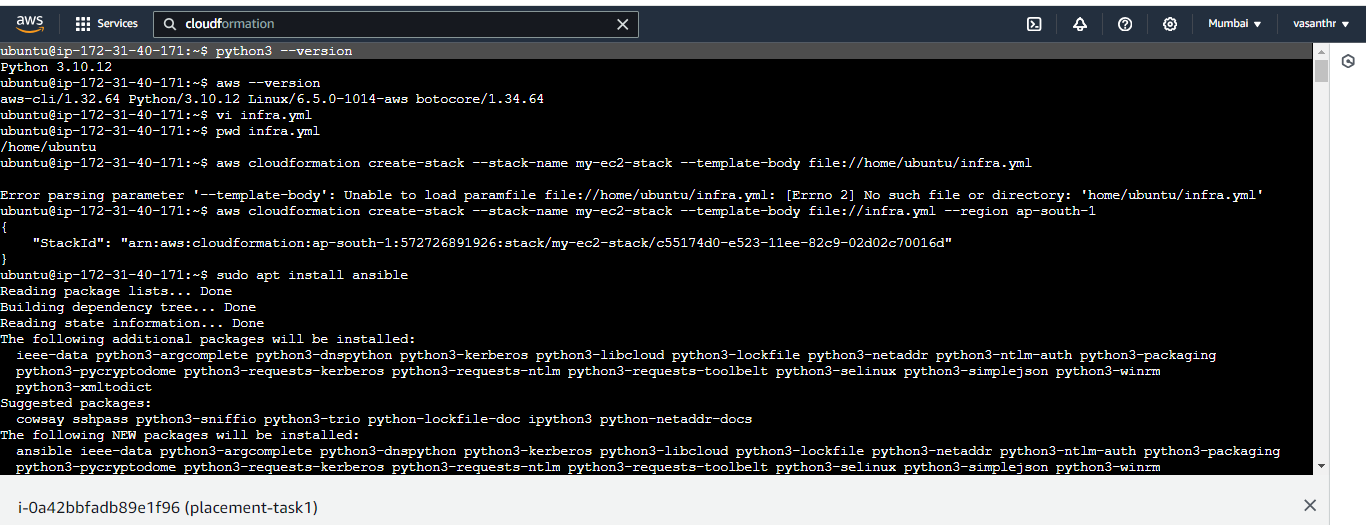 aws
Services
cloudformation
Mumbai
vasanthr
ubuntu@ip-172-31-40-171:~$ python3 --version
Python 3.10.12
ubuntu@ip-172-31-40-171:~$ aws --version
aws-cli/1.32.64 Python/3.10.12 Linux/6.5.0-1014-aws botocore/1.34.64
ubuntu@ip-172-31-40-171:~$ vi infra.yml
ubuntu@ip-172-31-40-171:~$ pwd infra.yml
/home/ubuntu
ubuntu@ip-172-31-40-171:~$ aws cloudformation create-stack --stack-name my-ec2-stack --template-body file://home/ubuntu/infra.yml
Error parsing parameter '--template-body': Unable to load paramfile file://home/ubuntu/infra.yml: [Errno 2] No such file or directory: 'home/ubuntu/infra.yml'
ubuntu@ip-172-31-40-171:~$ aws cloudformation create-stack --stack-name my-ec2-stack --template-body file://infra.yml --region ap-south-1
{
    "StackId": "arn:aws:cloudformation:ap-south-1:572726891926:stack/my-ec2-stack/c55174d0-e523-11ee-82c9-02d02c70016d"
}
ubuntu@ip-172-31-40-171:~$ sudo apt install ansible
Reading package lists... Done
Building dependency tree... Done
Reading state information... Done
The following additional packages will be installed:
  ieee-data python3-argcomplete python3-dnspython python3-kerberos python3-libcloud python3-lockfile python3-netaddr python3-ntlm-auth python3-packaging
  python3-pycryptodome python3-requests-kerberos python3-requests-ntlm python3-requests-toolbelt python3-selinux python3-simplejson python3-winrm
  python3-xmltodict
Suggested packages:
  cowsay sshpass python3-sniffio python3-trio python-lockfile-doc ipython3 python-netaddr-docs
The following NEW packages will be installed:
  ansible ieee-data python3-argcomplete python3-dnspython python3-kerberos python3-libcloud python3-lockfile python3-netaddr python3-ntlm-auth python3-packaging
  python3-pycryptodome python3-requests-kerberos python3-requests-ntlm python3-requests-toolbelt python3-selinux python3-simplejson python3-winrm
i-0a42bbfadb89e1f96 (placement-task1)